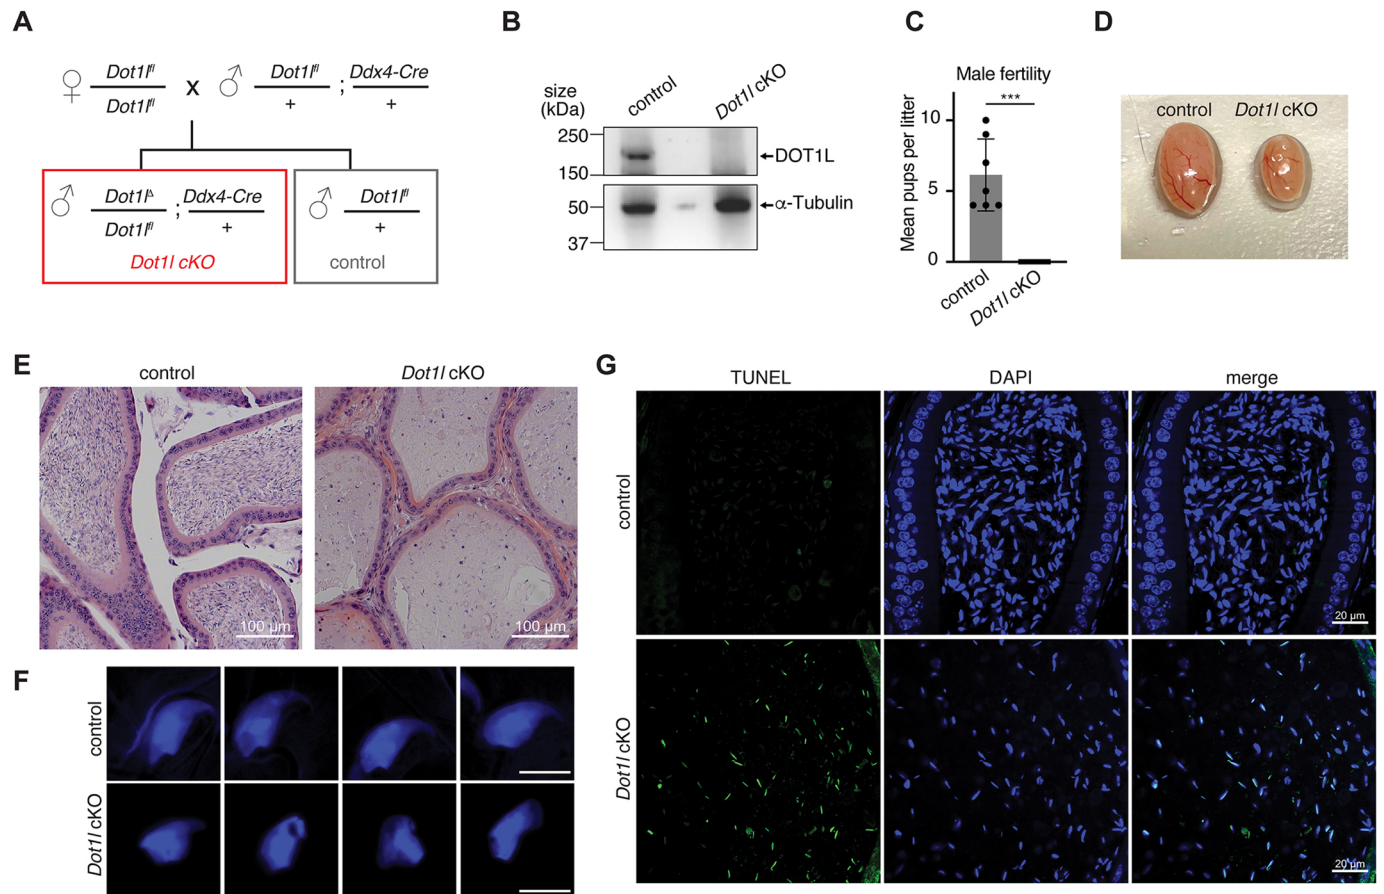 A
♀ Dot1l^fl / Dot1l^fl x ♂ Dot1l^fl / + ; Ddx4-Cre / +
♂ Dot1l^Δ / Dot1l^fl ; Ddx4-Cre / +
Dot1l cKO
♂ Dot1l^fl / +
control
B
size
(kDa)
control
Dot1l cKO
250
DOT1L
150
50
α-Tubulin
37
C
Male fertility
***
Mean pups per litter
10
5
0
control
Dot1l cKO
D
control
Dot1l cKO
E
control
Dot1l cKO
100 μm
100 μm
F
control
Dot1l cKO
G
TUNEL
DAPI
merge
control
20 μm
Dot1l cKO
20 μm